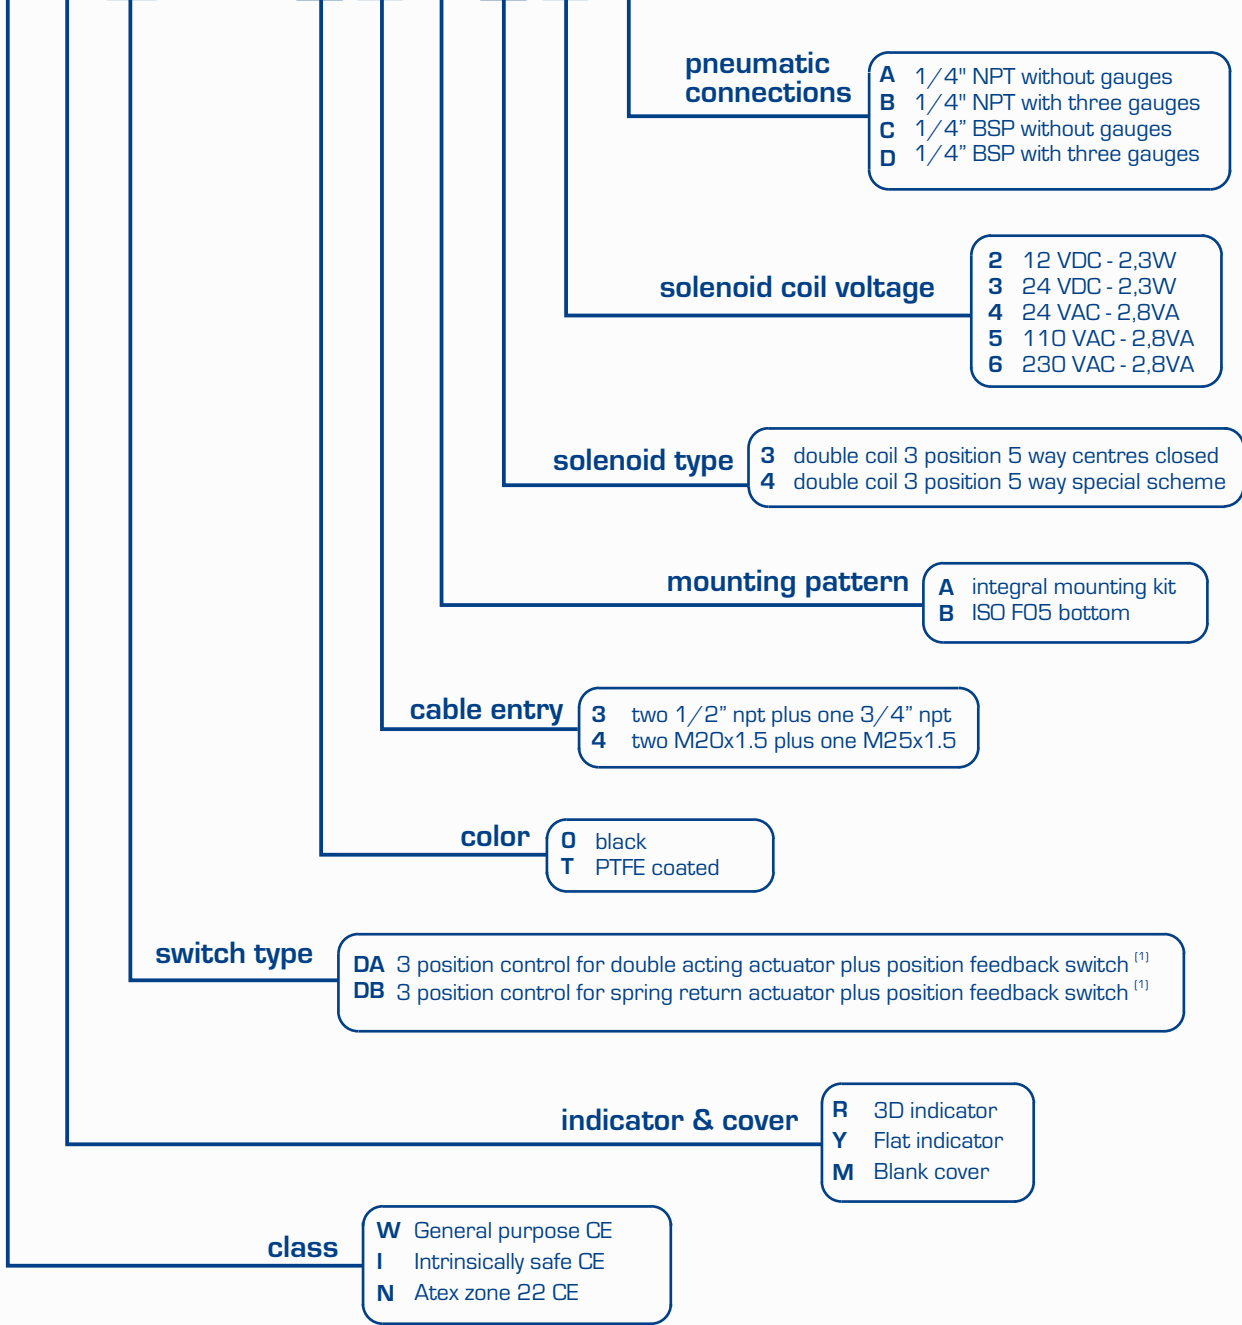 pneumatic
connections
A 1/4" NPT without gauges
B 1/4" NPT with three gauges
C 1/4” BSP without gauges
D 1/4” BSP with three gauges
solenoid coil voltage
2 12 VDC - 2,3W
3 24 VDC - 2,3W
4 24 VAC - 2,8VA
5 110 VAC - 2,8VA
6 230 VAC - 2,8VA
solenoid type
3 double coil 3 position 5 way centres closed
4 double coil 3 position 5 way special scheme
mounting pattern
A integral mounting kit
B ISO F05 bottom
cable entry
3 two 1/2” npt plus one 3/4” npt
4 two M20x1.5 plus one M25x1.5
color
0 black
T PTFE coated
switch type
DA 3 position control for double acting actuator plus position feedback switch (1)
DB 3 position control for spring return actuator plus position feedback switch (1)
indicator & cover
R 3D indicator
Y Flat indicator
M Blank cover
class
W General purpose CE
I Intrinsically safe CE
N Atex zone 22 CE